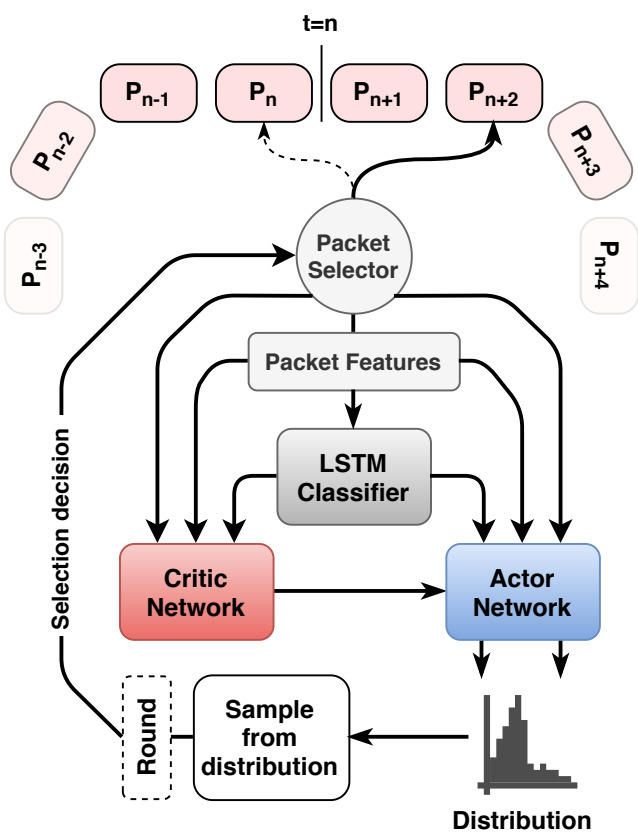 t=n
Pn-1
Pn
Pn+1
Pn+2
Pn-2
Pn+3
Pn-3
Pn+4
Packet
Selector
Packet Features
LSTM
Classifier
Selection decision
Critic
Network
Actor
Network
Round
Sample
from
distribution
Distribution